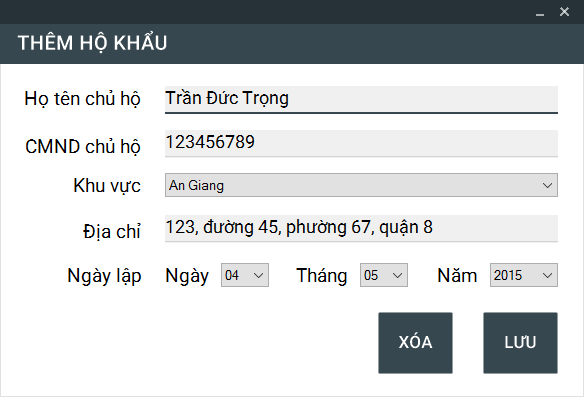 THÊM HỘ KHẨU
Họ tên chủ hộ Trần Đức Trọng
CMND chủ hộ 123456789
Khu vực An Giang
Địa chỉ 123, đường 45, phường 67, quận 8
Ngày lập Ngày 04 Tháng 05 Năm 2015
XÓA LƯU